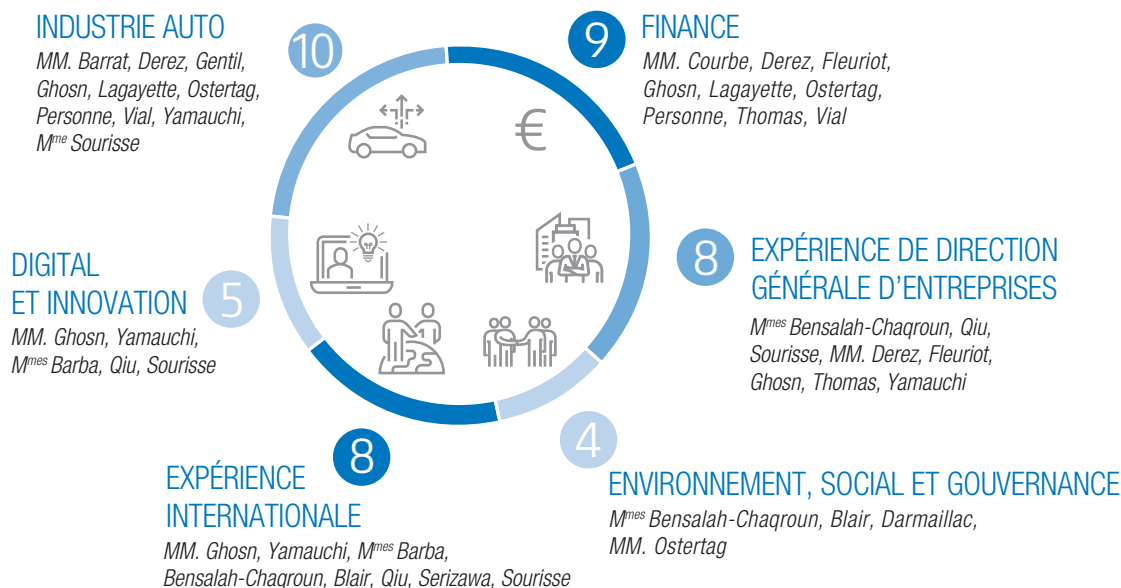 INDUSTRIE AUTO
MM. Barrat, Derez, Gentil,
Ghosn, Lagayette, Ostertag,
Personne, Vial, Yamauchi,
Mme Sourisse
10
9
FINANCE
MM. Courbe, Derez, Fleuriot,
Ghosn, Lagayette, Ostertag,
Personne, Thomas, Vial
€
8
EXPÉRIENCE DE DIRECTION
GÉNÉRALE D'ENTREPRISES
Mmes Bensalah-Chaqroun, Qiu,
Sourisse, MM. Derez, Fleuriot,
Ghosn, Thomas, Yamauchi
DIGITAL
ET INNOVATION
MM. Ghosn, Yamauchi,
Mmes Barba, Qiu, Sourisse
5
4
ENVIRONNEMENT, SOCIAL ET GOUVERNANCE
Mmes Bensalah-Chaqroun, Blair, Darmaillac,
MM. Ostertag
8
EXPÉRIENCE
INTERNATIONALE
MM. Ghosn, Yamauchi, Mmes Barba,
Bensalah-Chaqroun, Blair, Qiu, Serizawa, Sourisse